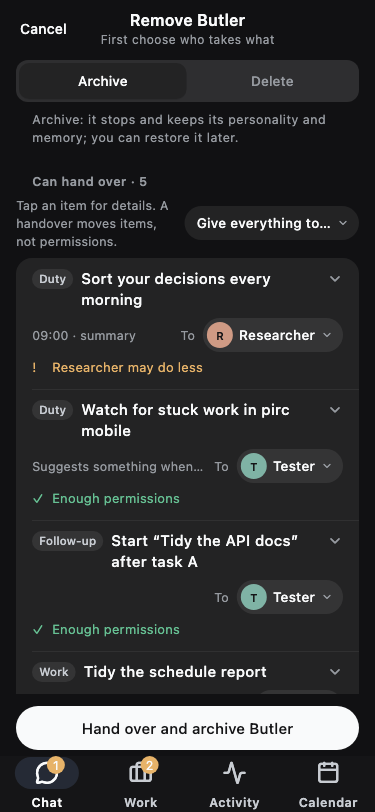 Cancel
Remove Butler
First choose who takes what
Archive
Delete
Archive: it stops and keeps its personality and
memory; you can restore it later.
Can hand over · 5
Tap an item for details. A
handover moves items,
not permissions.
Give everything to...
Duty
Sort your decisions every
morning
09:00 · summary
To
R
Researcher
! Researcher may do less
Duty
Watch for stuck work in pirc
mobile
Suggests something when...
To
T
Tester
✓ Enough permissions
Follow-up
Start “Tidy the API docs”
after task A
To
T
Tester
✓ Enough permissions
Work
Tidy the schedule report
Hand over and archive Butler
1
2
Chat
Work
Activity
Calendar